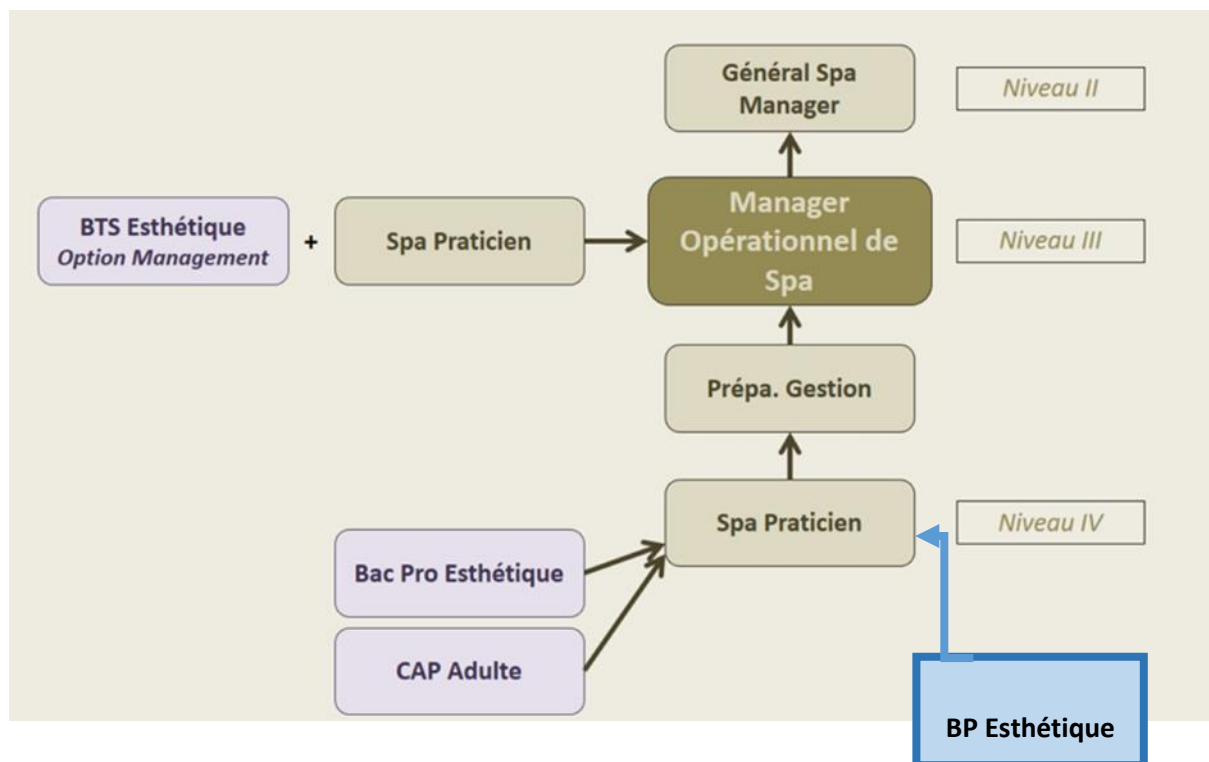 Général Spa
Manager
Niveau II
BTS Esthétique
Option Management
+
Spa Praticien
Manager
Opérationnel de
Spa
Niveau III
Prépa. Gestion
Spa Praticien
Niveau IV
Bac Pro Esthétique
CAP Adulte
BP Esthétique